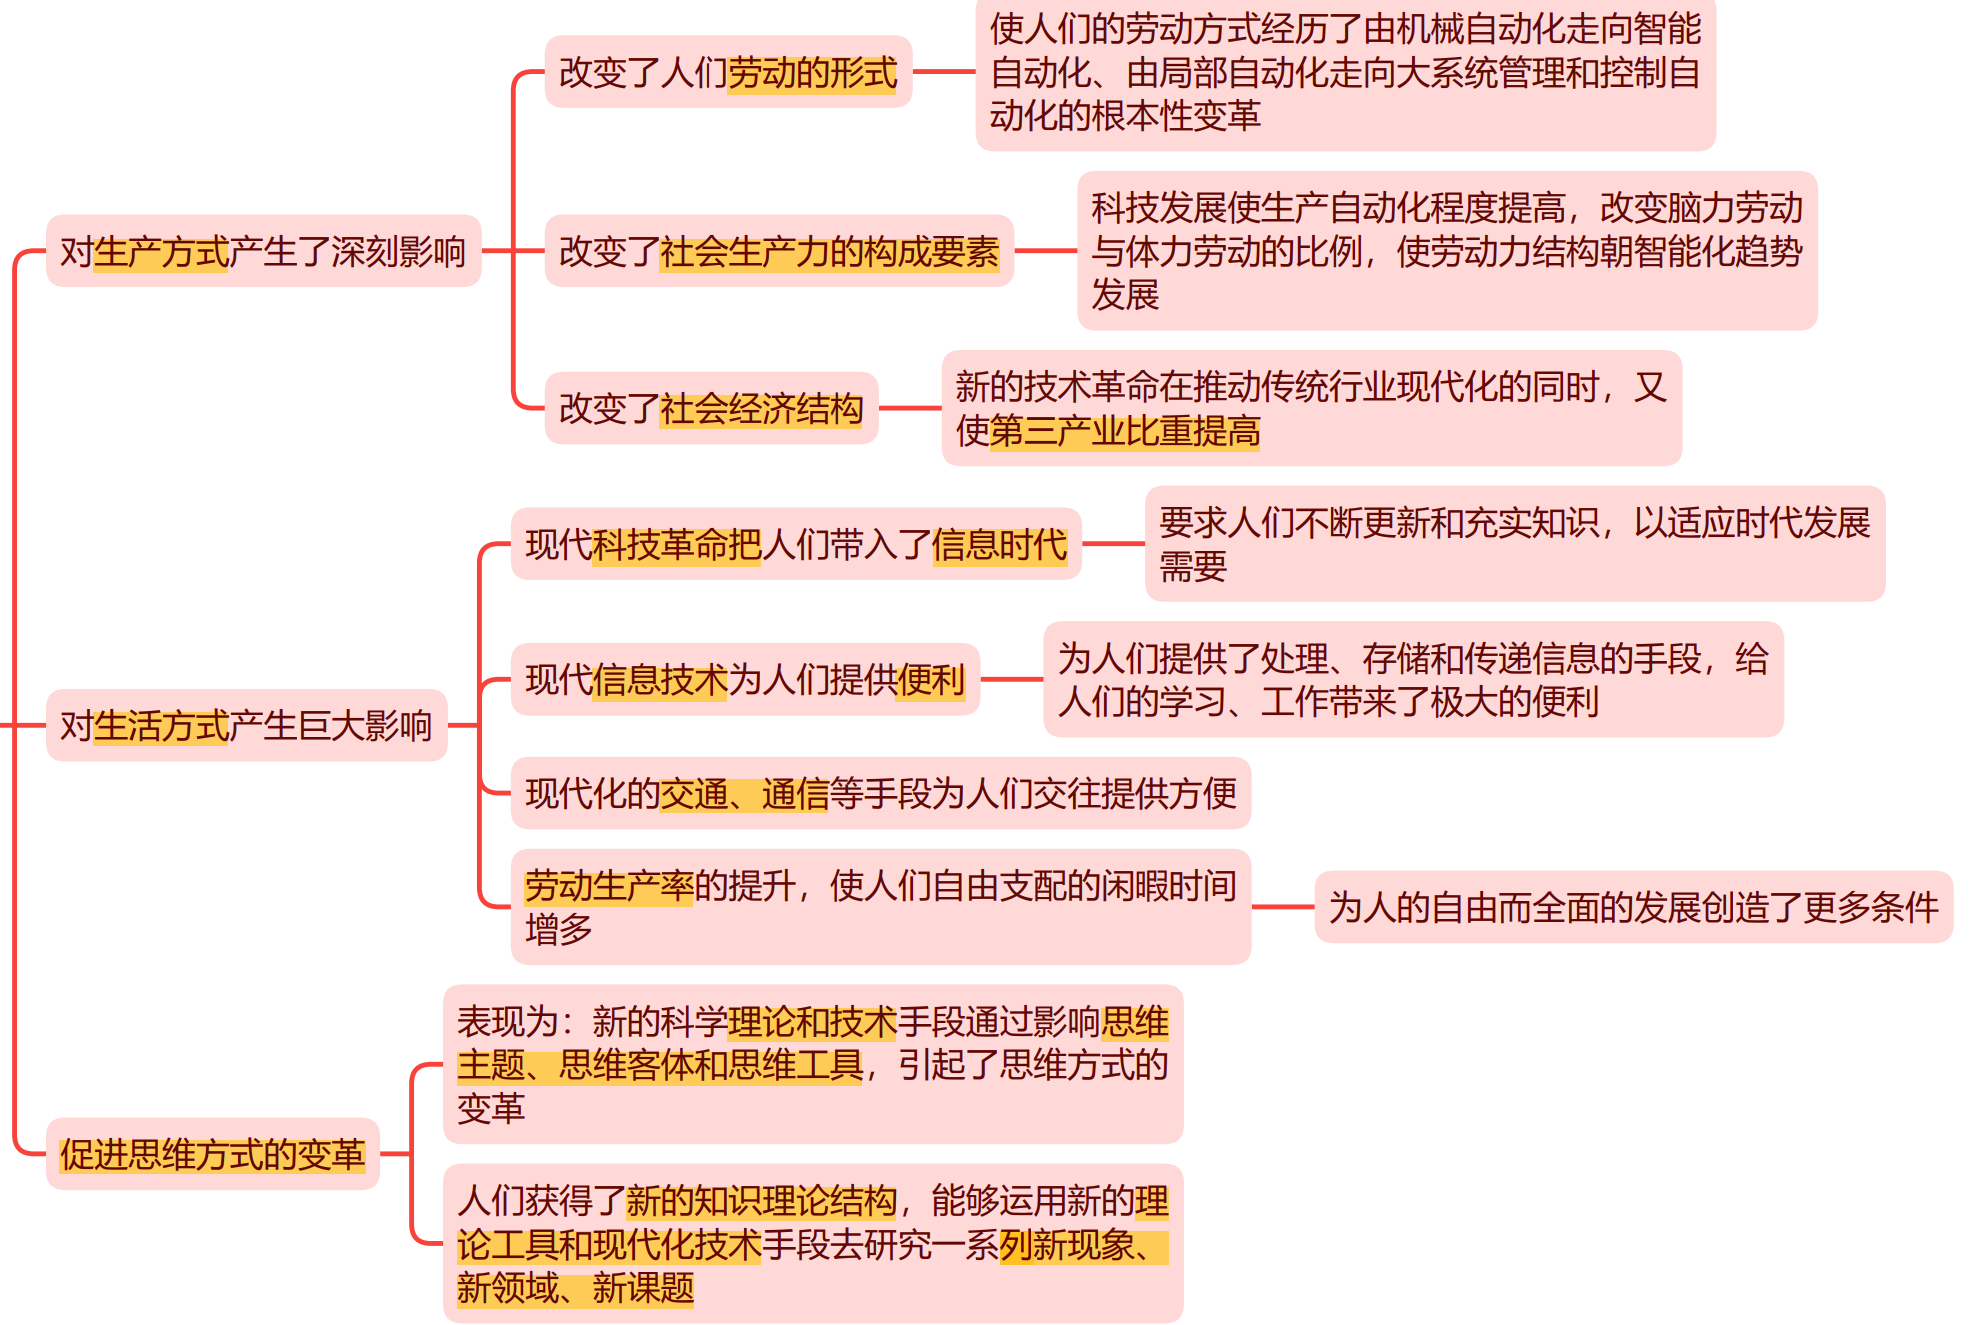 对生产方式产生了深刻影响
改变了人们劳动的形式
使人们的劳动方式经历了由机械自动化走向智能
自动化、由局部自动化走向大系统管理和控制自
动化的根本性变革
改变了社会生产力的构成要素
科技发展使生产自动化程度提高，改变脑力劳动
与体力劳动的比例，使劳动力结构朝智能化趋势
发展
改变了社会经济结构
新的技术革命在推动传统行业现代化的同时，又
使第三产业比重提高
对生活方式产生巨大影响
现代科技革命把人们带入了信息时代
要求人们不断更新和充实知识，以适应时代发展
需要
现代信息技术为人们提供便利
为人们提供了处理、存储和传递信息的手段，给
人们的学习、工作带来了极大的便利
现代化的交通、通信等手段为人们交往提供方便
劳动生产率的提升，使人们自由支配的闲暇时间
增多
为人的自由而全面的发展创造了更多条件
促进思维方式的变革
表现为：新的科学理论和技术手段通过影响思维
主题、思维客体和思维工具，引起了思维方式的
变革
人们获得了新的知识理论结构，能够运用新的理
论工具和现代化技术手段去研究一系列新现象、
新领域、新课题